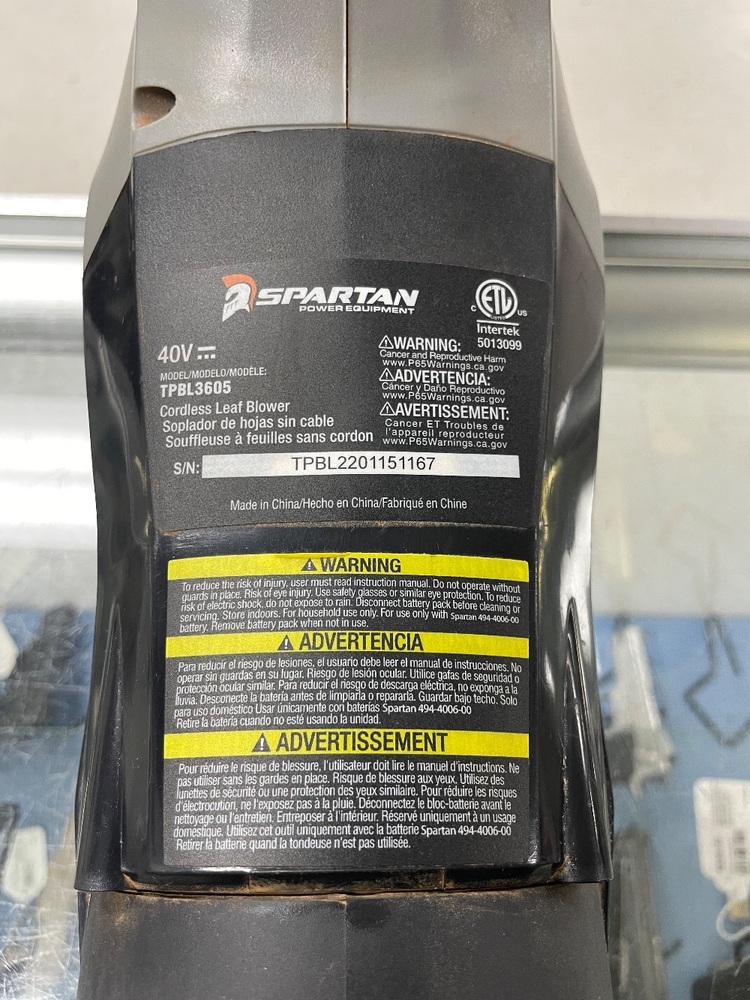 SPARTAN
POWER EQUIPMENT
C ETL US
LISTED
Intertek
5013099
40V
MODEL/MODELO/MODÈLE:
TPBL3605
Cordless Leaf Blower
Soplador de hojas sin cable
Souffleuse à feuilles sans cordon
WARNING:
Cancer and Reproductive Harm
www.P65Warnings.ca.gov
ADVERTENCIA:
Cáncer y Daño Reproductivo
www.P65Warnings.ca.gov
AVERTISSEMENT:
Cancer ET Troubles de
l'appareil reproducteur
www.P65Warnings.ca.gov
S/N: TPBL2201151167
Made in China/Hecho en China/Fabriqué en Chine
WARNING
To reduce the risk of injury, user must read instruction manual. Do not operate without
guards in place. Risk of eye injury. Use safety glasses or similar eye protection. To reduce
risk of electric shock, do not expose to rain. Disconnect battery pack before cleaning or
servicing. Store indoors. For household use only. For use only with Spartan 494-4006-00
battery. Remove battery pack when not in use.
ADVERTENCIA
Para reducir el riesgo de lesiones, el usuario debe leer el manual de instrucciones. No
operar sin guardas en su lugar. Riesgo de lesión ocular. Utilice gafas de seguridad o
protección ocular similar. Para reducir el riesgo de descarga eléctrica, no exponga a la
lluvia. Desconecte la batería antes de limpiarla o repararla. Guardar bajo techo. Solo
para uso doméstico Usar únicamente con baterías Spartan 494-4006-00
Retire la batería cuando no esté usando la unidad.
ADVERTISSEMENT
Pour réduire le risque de blessure, l'utilisateur doit lire le manuel d'instructions. Ne
pas utiliser sans les gardes en place. Risque de blessure aux yeux. Utilisez des
lunettes de sécurité ou une protection des yeux similaire. Pour réduire les risques
d'électrocution, ne l'exposez pas à la pluie. Déconnectez le bloc-batterie avant le
nettoyage ou l'entretien. Entreposer à l'intérieur. Réservé uniquement à un usage
domestique. Utilisez cet outil uniquement avec la batterie Spartan 494-4006-00
Retirer la batterie quand la tondeuse n'est pas utilisée.